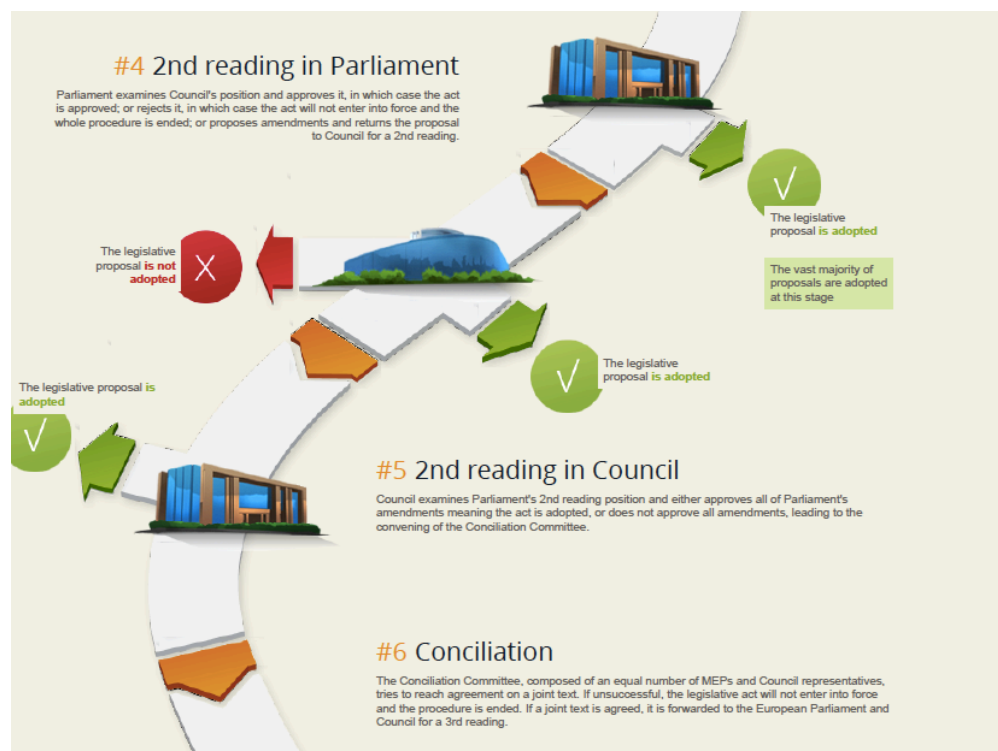 #4 2nd reading in Parliament
Parliament examines Council's position and approves it, in which case the act
is approved; or rejects it, in which case the act will not enter into force and the
whole procedure is ended; or proposes amendments and returns the proposal
to Council for a 2nd reading.
The legislative
proposal is adopted
The vast majority of
proposals are adopted
at this stage
The legislative
proposal is not
adopted
X
The legislative
proposal is adopted
The legislative proposal is
adopted
#5 2nd reading in Council
Council examines Parliament's 2nd reading position and either approves all of Parliament's
amendments meaning the act is adopted, or does not approve all amendments, leading to the
convening of the Conciliation Committee.
#6 Conciliation
The Conciliation Committee, composed of an equal number of MEPs and Council representatives,
tries to reach agreement on a joint text. If unsuccessful, the legislative act will not enter into force
and the procedure is ended. If a joint text is agreed, it is forwarded to the European Parliament and
Council for a 3rd reading.